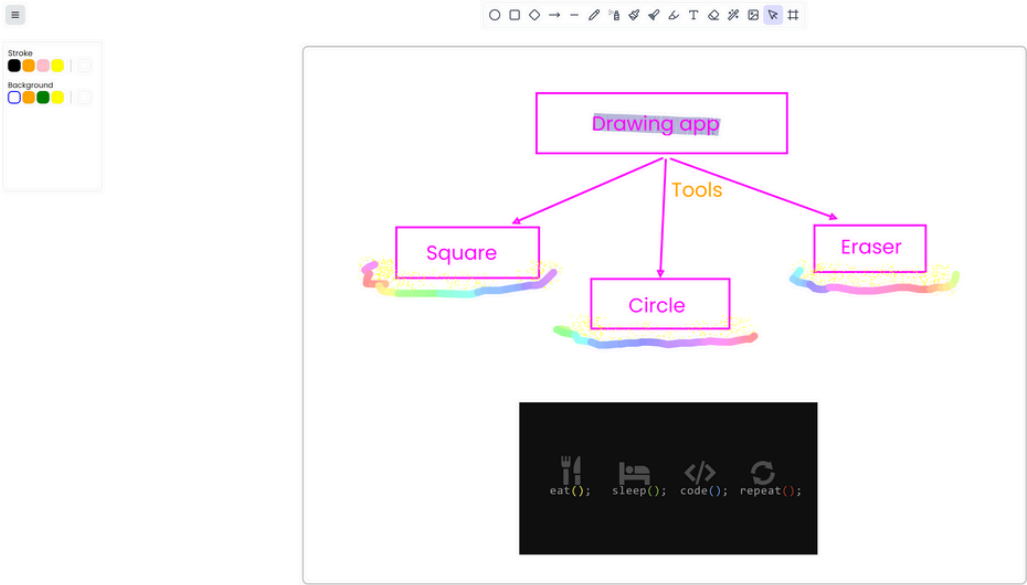 Stroke
Background
Drawing app
Tools
Square
Eraser
Circle
eat(); sleep(); code(); repeat();